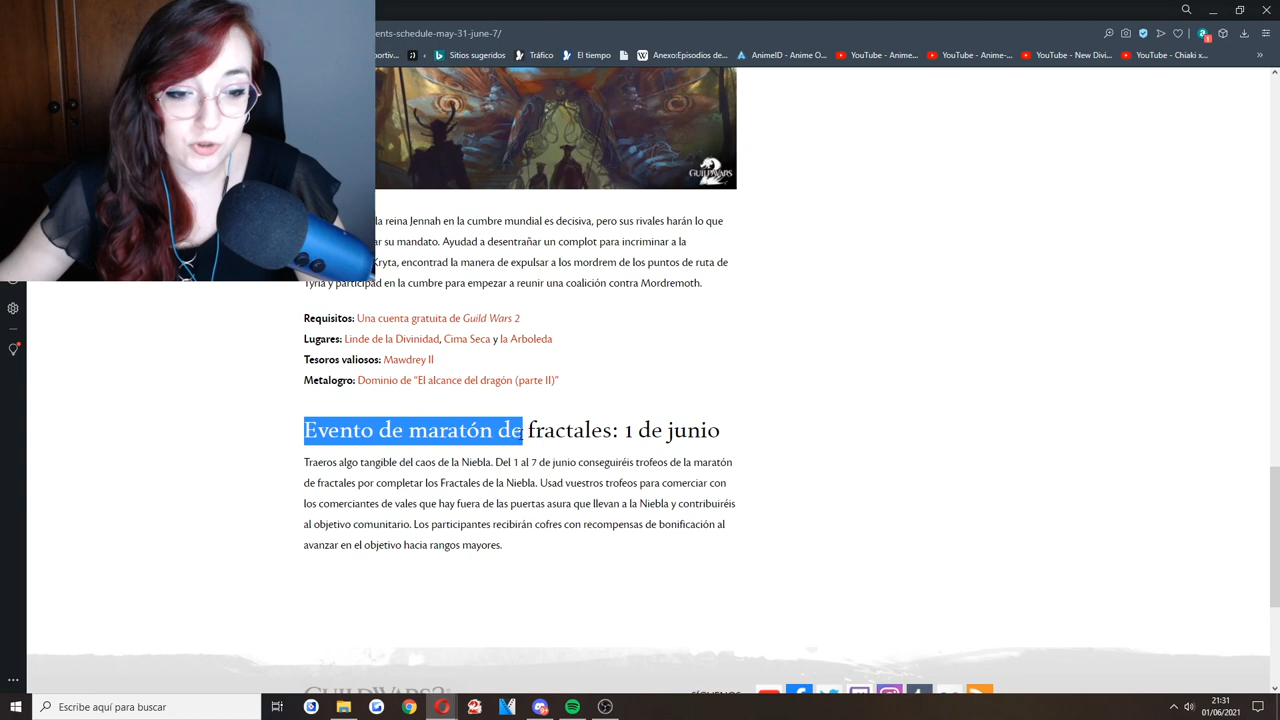 ents-schedule-may-31-june-7/
Sitios sugeridos
Tráfico
El tiempo
Anexo:Episodios de...
AnimeID - Anime O...
YouTube - Anime...
YouTube - Anime-...
YouTube - New Divi...
YouTube - Chiaki x...
GUILD WARS 2
la reina Jennah en la cumbre mundial es decisiva, pero sus rivales harán lo que
ar su mandato. Ayudad a desentrañar un complot para incriminar a la
Kryta, encontrad la manera de expulsar a los mordrem de los puntos de ruta de
Tyria y participad en la cumbre para empezar a reunir una coalición contra Mordremoth.
Requisitos: Una cuenta gratuita de Guild Wars 2
Lugares: Linde de la Divinidad, Cima Seca y la Arboleda
Tesoros valiosos: Mawdrey II
Metalogro: Dominio de "El alcance del dragón (parte II)"
Evento de maratón de fractales: 1 de junio
Traeros algo tangible del caos de la Niebla. Del 1 al 7 de junio conseguiréis trofeos de la maratón
de fractales por completar los Fractales de la Niebla. Usad vuestros trofeos para comerciar con
los comerciantes de vales que hay fuera de las puertas asura que llevan a la Niebla y contribuiréis
al objetivo comunitario. Los participantes recibirán cofres con recompensas de bonificación al
avanzar en el objetivo hacia rangos mayores.
Escribe aquí para buscar
21:31
01/06/2021